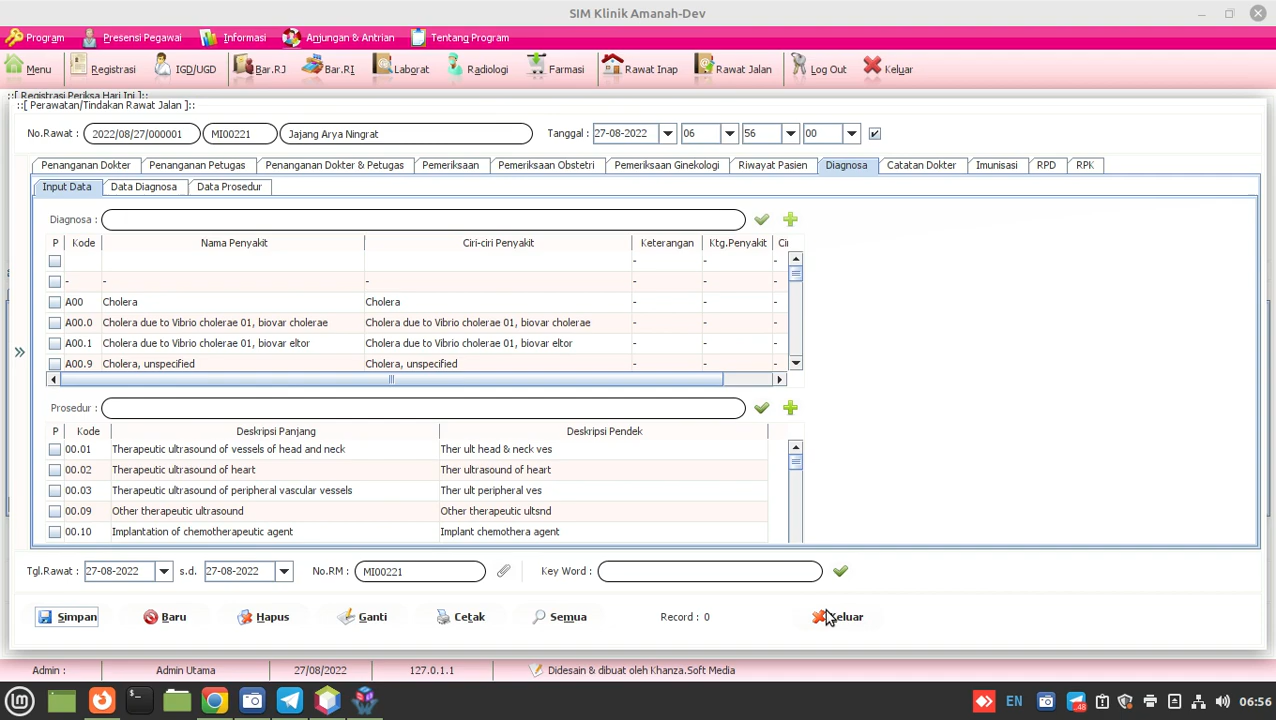 SIM Klinik Amanah-Dev
Program Presensi Pegawai Informasi Anjungan & Antrian Tentang Program
Menu Registrasi IGD/UGD Bar.RJ Bar.RI Laborat Radiologi Farmasi Rawat Inap Rawat Jalan Log Out Keluar
::[ Registrasi Periksa Hari Ini ]::
::[ Perawatan/Tindakan Rawat Jalan ]::
No.Rawat : 2022/08/27/000001 MI00221 Jajang Arya Ningrat Tanggal : 27-08-2022 06 56 00
Penanganan Dokter Penanganan Petugas Penanganan Dokter & Petugas Pemeriksaan Pemeriksaan Obstetri Pemeriksaan Ginekologi Riwayat Pasien Diagnosa Catatan Dokter Imunisasi RPD RPK
Input Data Data Diagnosa Data Prosedur
Diagnosa :
P Kode Nama Penyakit Ciri-ciri Penyakit Keterangan Ktg.Penyakit Cir
- - -
- - - - - -
A00 Cholera Cholera - - -
A00.0 Cholera due to Vibrio cholerae 01, biovar cholerae Cholera due to Vibrio cholerae 01, biovar cholerae - - -
A00.1 Cholera due to Vibrio cholerae 01, biovar eltor Cholera due to Vibrio cholerae 01, biovar eltor - - -
A00.9 Cholera, unspecified Cholera, unspecified - - -
Prosedur :
P Kode Deskripsi Panjang Deskripsi Pendek
00.01 Therapeutic ultrasound of vessels of head and neck Ther ult head & neck ves
00.02 Therapeutic ultrasound of heart Ther ultrasound of heart
00.03 Therapeutic ultrasound of peripheral vascular vessels Ther ult peripheral ves
00.09 Other therapeutic ultrasound Other therapeutic ultsnd
00.10 Implantation of chemotherapeutic agent Implant chemothera agent
Tgl.Rawat : 27-08-2022 s.d. 27-08-2022 No.RM : MI00221 Key Word :
Simpan Baru Hapus Ganti Cetak Semua Record : 0 Keluar
Admin : Admin Utama 27/08/2022 127.0.1.1 Didesain & dibuat oleh Khanza.Soft Media
EN 48 06:56